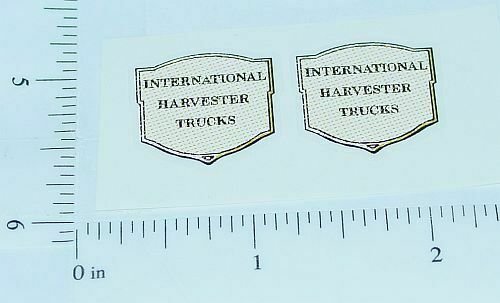 INTERNATIONAL
HARVESTER
TRUCKS
INTERNATIONAL
HARVESTER
TRUCKS
5
6
0 in
1
2